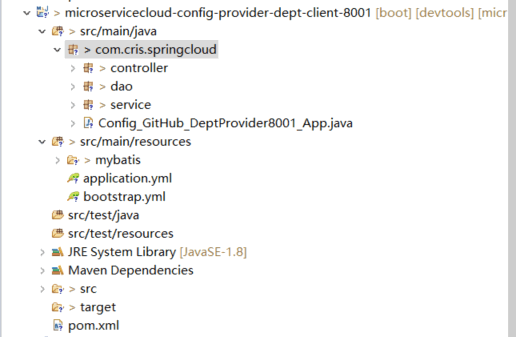 > microservicecloud-config-provider-dept-client-8001 [boot] [devtools] [micr
> src/main/java
> com.cris.springcloud
> controller
> dao
> service
> Config_GitHub_DeptProvider8001_App.java
> src/main/resources
> mybatis
application.yml
bootstrap.yml
src/test/java
src/test/resources
JRE System Library [JavaSE-1.8]
Maven Dependencies
> src
> target
pom.xml